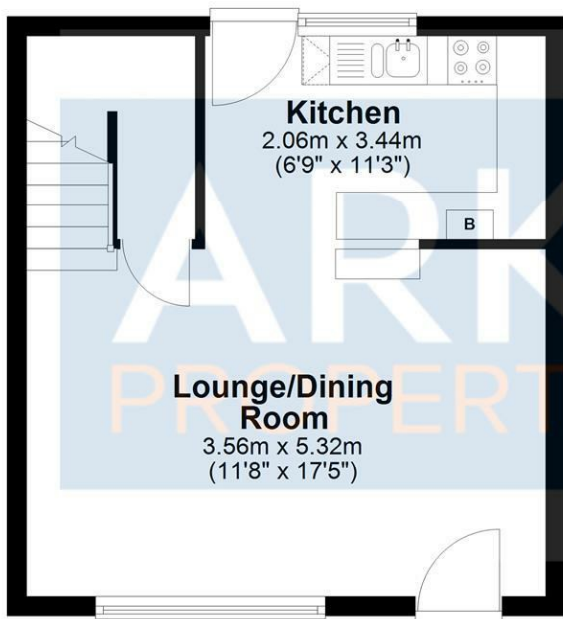 Kitchen
2.06m x 3.44m
(6'9" x 11'3")
B
ARK
PROPERT
Lounge/Dining
Room
3.56m x 5.32m
(11'8" x 17'5")